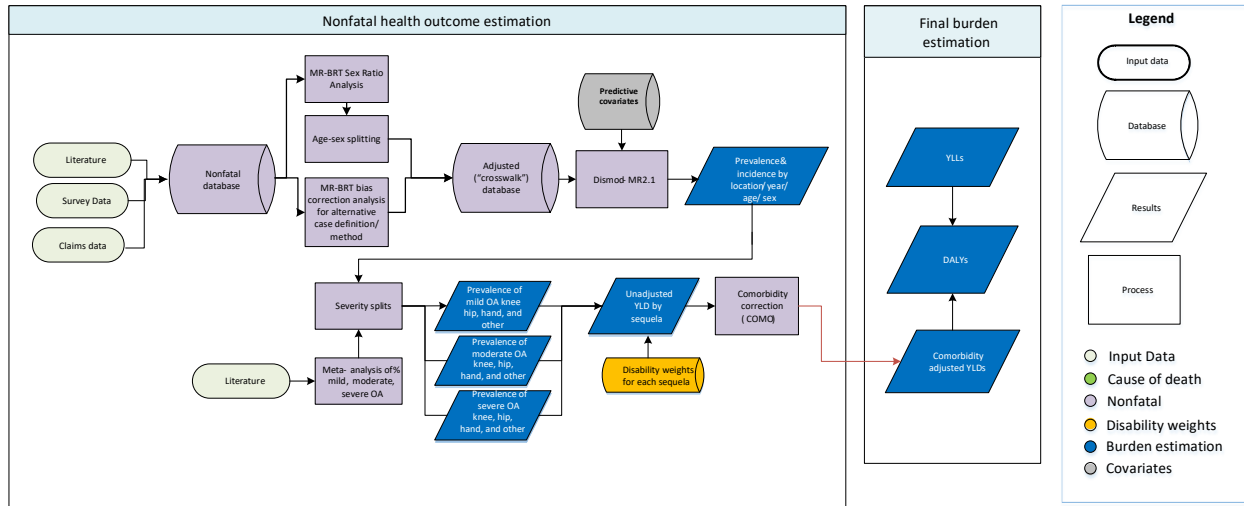 Nonfatal health outcome estimation
MR-BRT Sex Ratio
Analysis
Age-sex splitting
MR-BRT bias
correction analysis
for alternative
case definition/
method
Literature
Survey Data
Claims data
Nonfatal
database
Adjusted
("crosswalk")
database
Predictive
covariates
Dismod- MR2.1
Prevalence&
incidence by
location/ year/
age/ sex
Severity splits
Literature
Meta- analysis of%
mild, moderate,
severe OA
Prevalence of
mild OA knee
hip, hand, and
other
Prevalence of
moderate OA
knee, hip,
hand, and other
Prevalence of
severe OA
knee, hip,
hand, and other
Unadjusted
YLD by
sequela
Disability weights
for each sequela
Comorbidity
correction
( COMO)
Final burden
estimation
YLLs
DALYs
Comorbidity
adjusted YLDs
Legend
Input data
Database
Results
Process
Input Data
Cause of death
Nonfatal
Disability weights
Burden estimation
Covariates